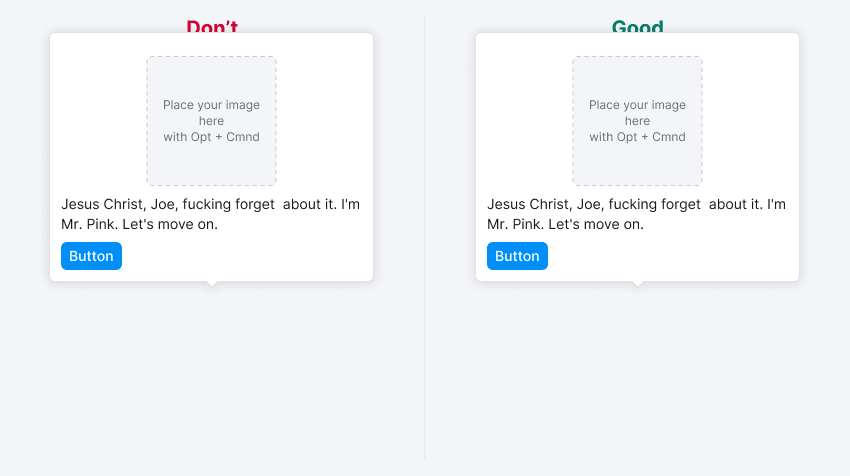 Don’t
Place your image
here
with Opt + Cmnd
Jesus Christ, Joe, fucking forget  about it. I'm
Mr. Pink. Let's move on.
Button
Good
Place your image
here
with Opt + Cmnd
Jesus Christ, Joe, fucking forget  about it. I'm
Mr. Pink. Let's move on.
Button